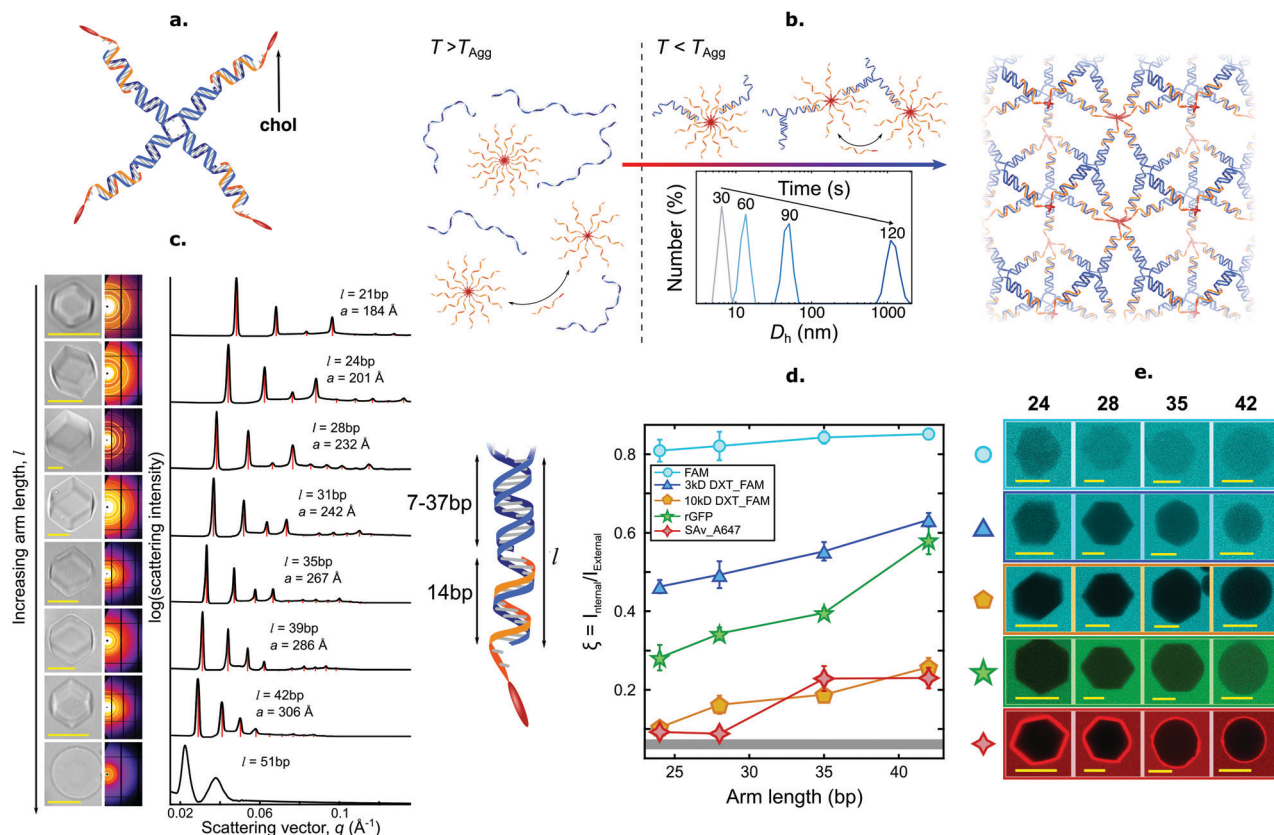 a.
chol
b.
T > T_Agg
T < T_Agg
Number (%)
Time (s)
30
60
90
120
10
100
1000
D_h (nm)
c.
Increasing arm length, l
log(scattering intensity)
l = 21bp
a = 184 Å
l = 24bp
a = 201 Å
l = 28bp
a = 232 Å
l = 31bp
a = 242 Å
l = 35bp
a = 267 Å
l = 39bp
a = 286 Å
l = 42bp
a = 306 Å
l = 51bp
0.02
0.06
0.1
Scattering vector, q (Å⁻¹)
7-37bp
14bp
l
d.
ξ = I_nternal/I_External
0.8
0.6
0.4
0.2
FAM
3kD DXT_FAM
10kD DXT_FAM
rGFP
SAv_A647
25
30
35
40
Arm length (bp)
e.
24
28
35
42